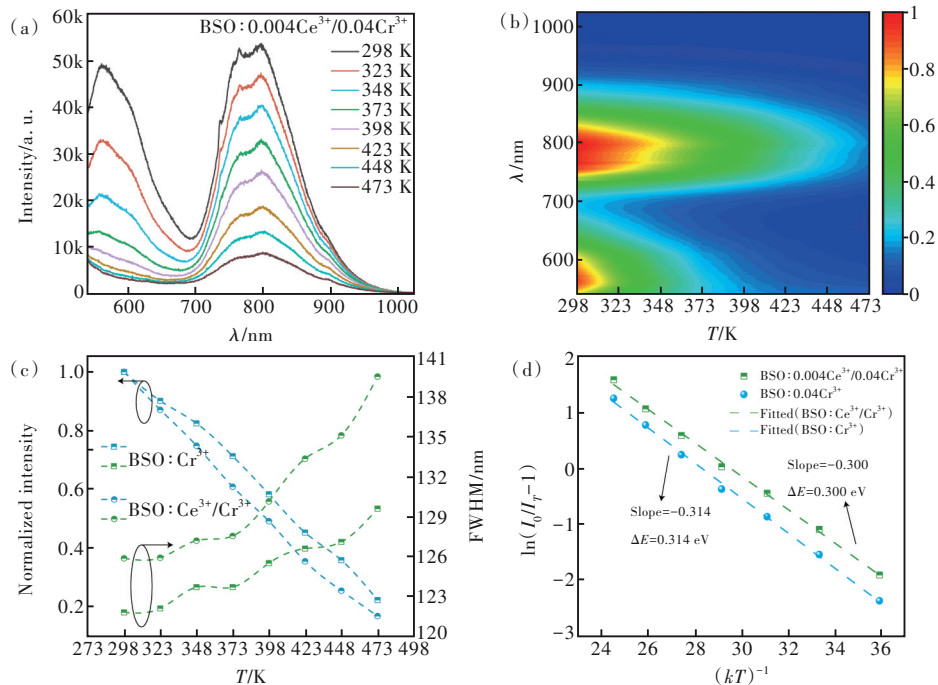 (a)
BSO:0.004Ce³⁺/0.04Cr³⁺
298 K
323 K
348 K
373 K
398 K
423 K
448 K
473 K
60k
50k
40k
30k
20k
10k
0
Intensity/a. u.
600 700 800 900 1000
λ/nm
(b)
1000
900
800
700
600
λ/nm
298 323 348 373 398 423 448 473
T/K
1
0.8
0.6
0.4
0.2
0
(c)
1.0
0.8
0.6
0.4
0.2
Normalized intensity
BSO:Cr³⁺
BSO:Ce³⁺/Cr³⁺
141
138
135
132
129
126
123
120
FWHM/nm
273 298 323 348 373 398 423 448 473 498
T/K
(d)
BSO:0.004Ce³⁺/0.04Cr³⁺
BSO:0.04Cr³⁺
Fitted(BSO:Ce³⁺/Cr³⁺)
Fitted(BSO:Cr³⁺)
2
1
0
−1
−2
−3
ln(I₀/I_T−1)
Slope=−0.300
ΔE=0.300 eV
Slope=−0.314
ΔE=0.314 eV
24 26 28 30 32 34 36
(kT)⁻¹